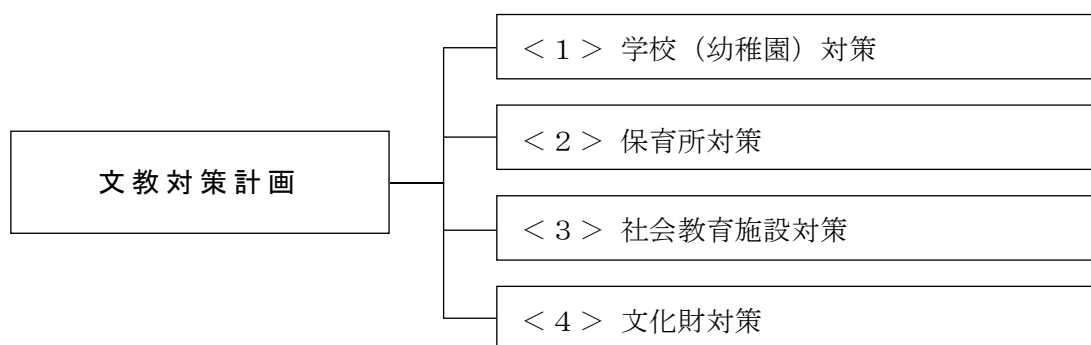 ＜１＞ 学校（幼稚園）対策
＜２＞ 保育所対策
文教対策計画
＜３＞ 社会教育施設対策
＜４＞ 文化財対策